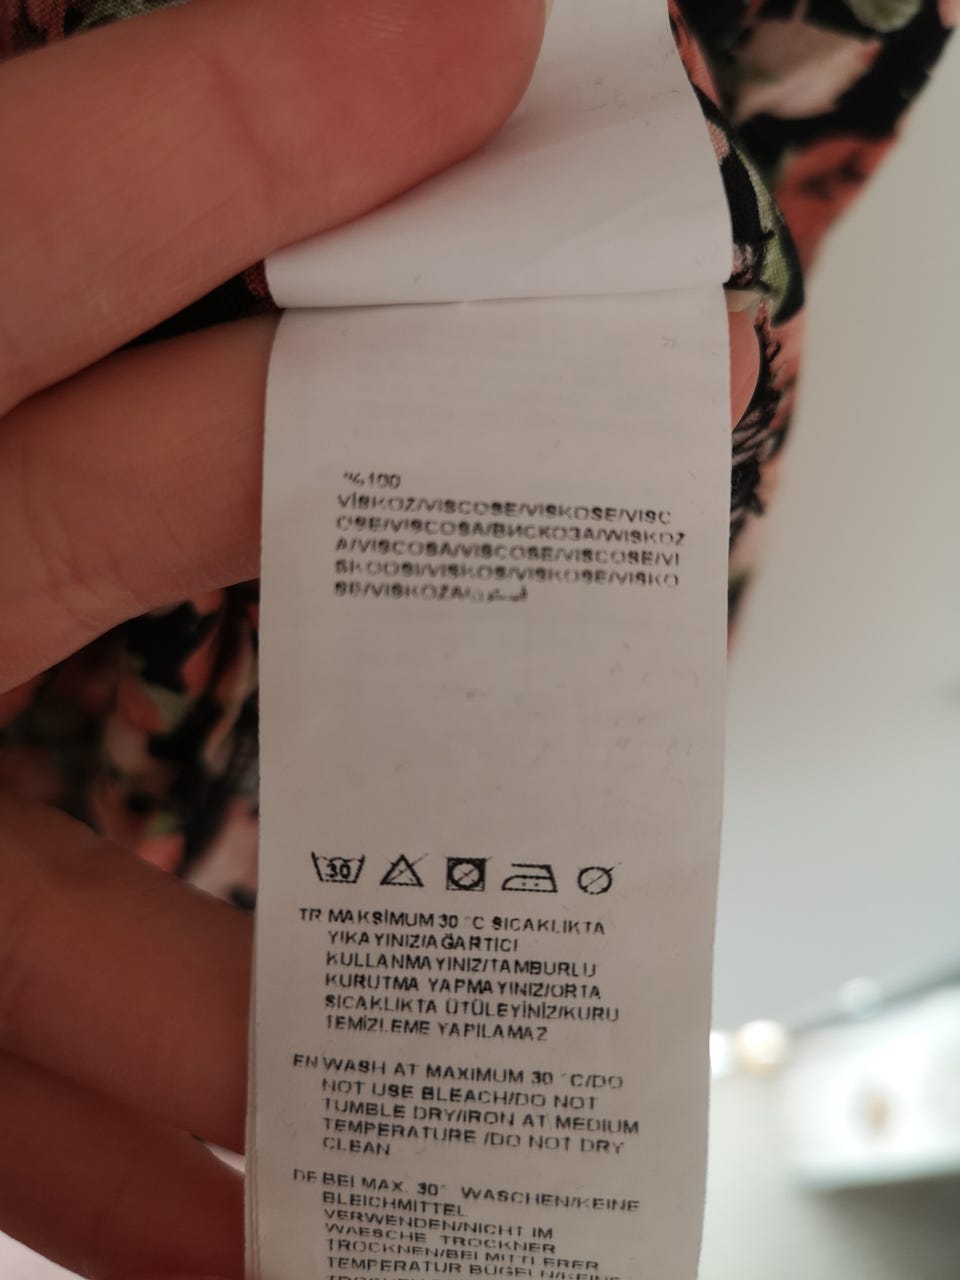 %100
VİSKOZ/VISCOSE/VISKOSE/VISC
OSE/VISCOSA/ВИСКОЗА/WISKOZ
A/VISCOSA/VISCOSE/VISCOSE/VI
SKOOSI/VISKOS/VISKOSE/VISKO
SE/VISKOZA/
30
TR MAKSİMUM 30 °C SICAKLIKTA
YIKAYINIZ/AĞARTICI
KULLANMAYINIZ/TAMBURLU
KURUTMA YAPMAYINIZ/ORTA
SICAKLIKTA ÜTÜLEYİNİZ/KURU
TEMİZLEME YAPILAMAZ
EN WASH AT MAXIMUM 30 °C/DO
NOT USE BLEACH/DO NOT
TUMBLE DRY/IRON AT MEDIUM
TEMPERATURE /DO NOT DRY
CLEAN
DE BEI MAX. 30° WASCHEN/KEINE
BLEICHMITTEL
VERWENDEN/NICHT IM
WAESCHE TROCKNER
TROCKNEN/BEI MITTLERER
TEMPERATUR BÜGELN/KEINE